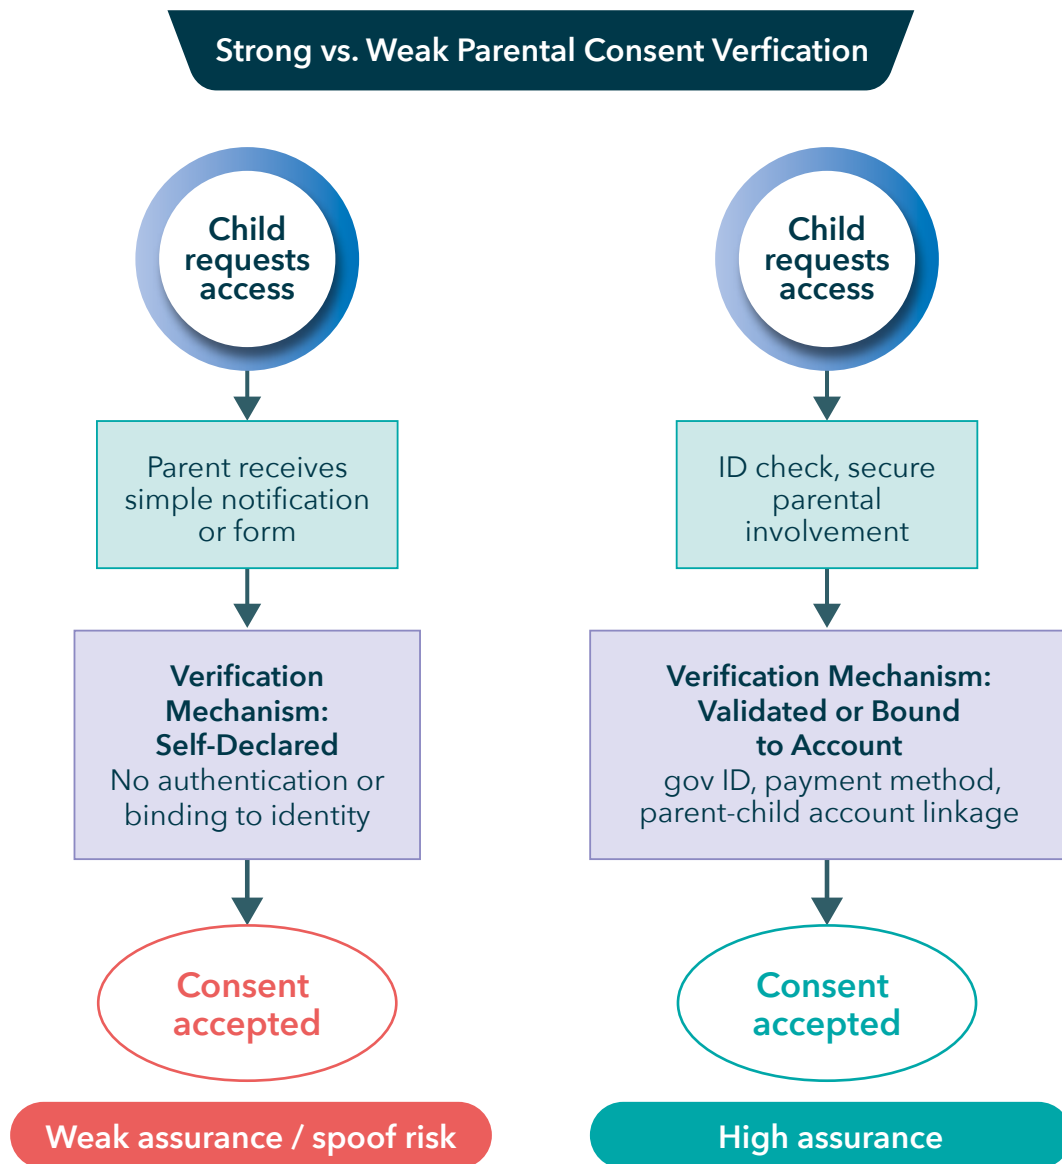 Strong vs. Weak Parental Consent Verfication
Child
requests
access
Parent receives
simple notification
or form
Verification
Mechanism:
Self-Declared
No authentication or
binding to identity
Consent
accepted
Weak assurance / spoof risk
Child
requests
access
ID check, secure
parental
involvement
Verification Mechanism:
Validated or Bound
to Account
gov ID, payment method,
parent-child account linkage
Consent
accepted
High assurance